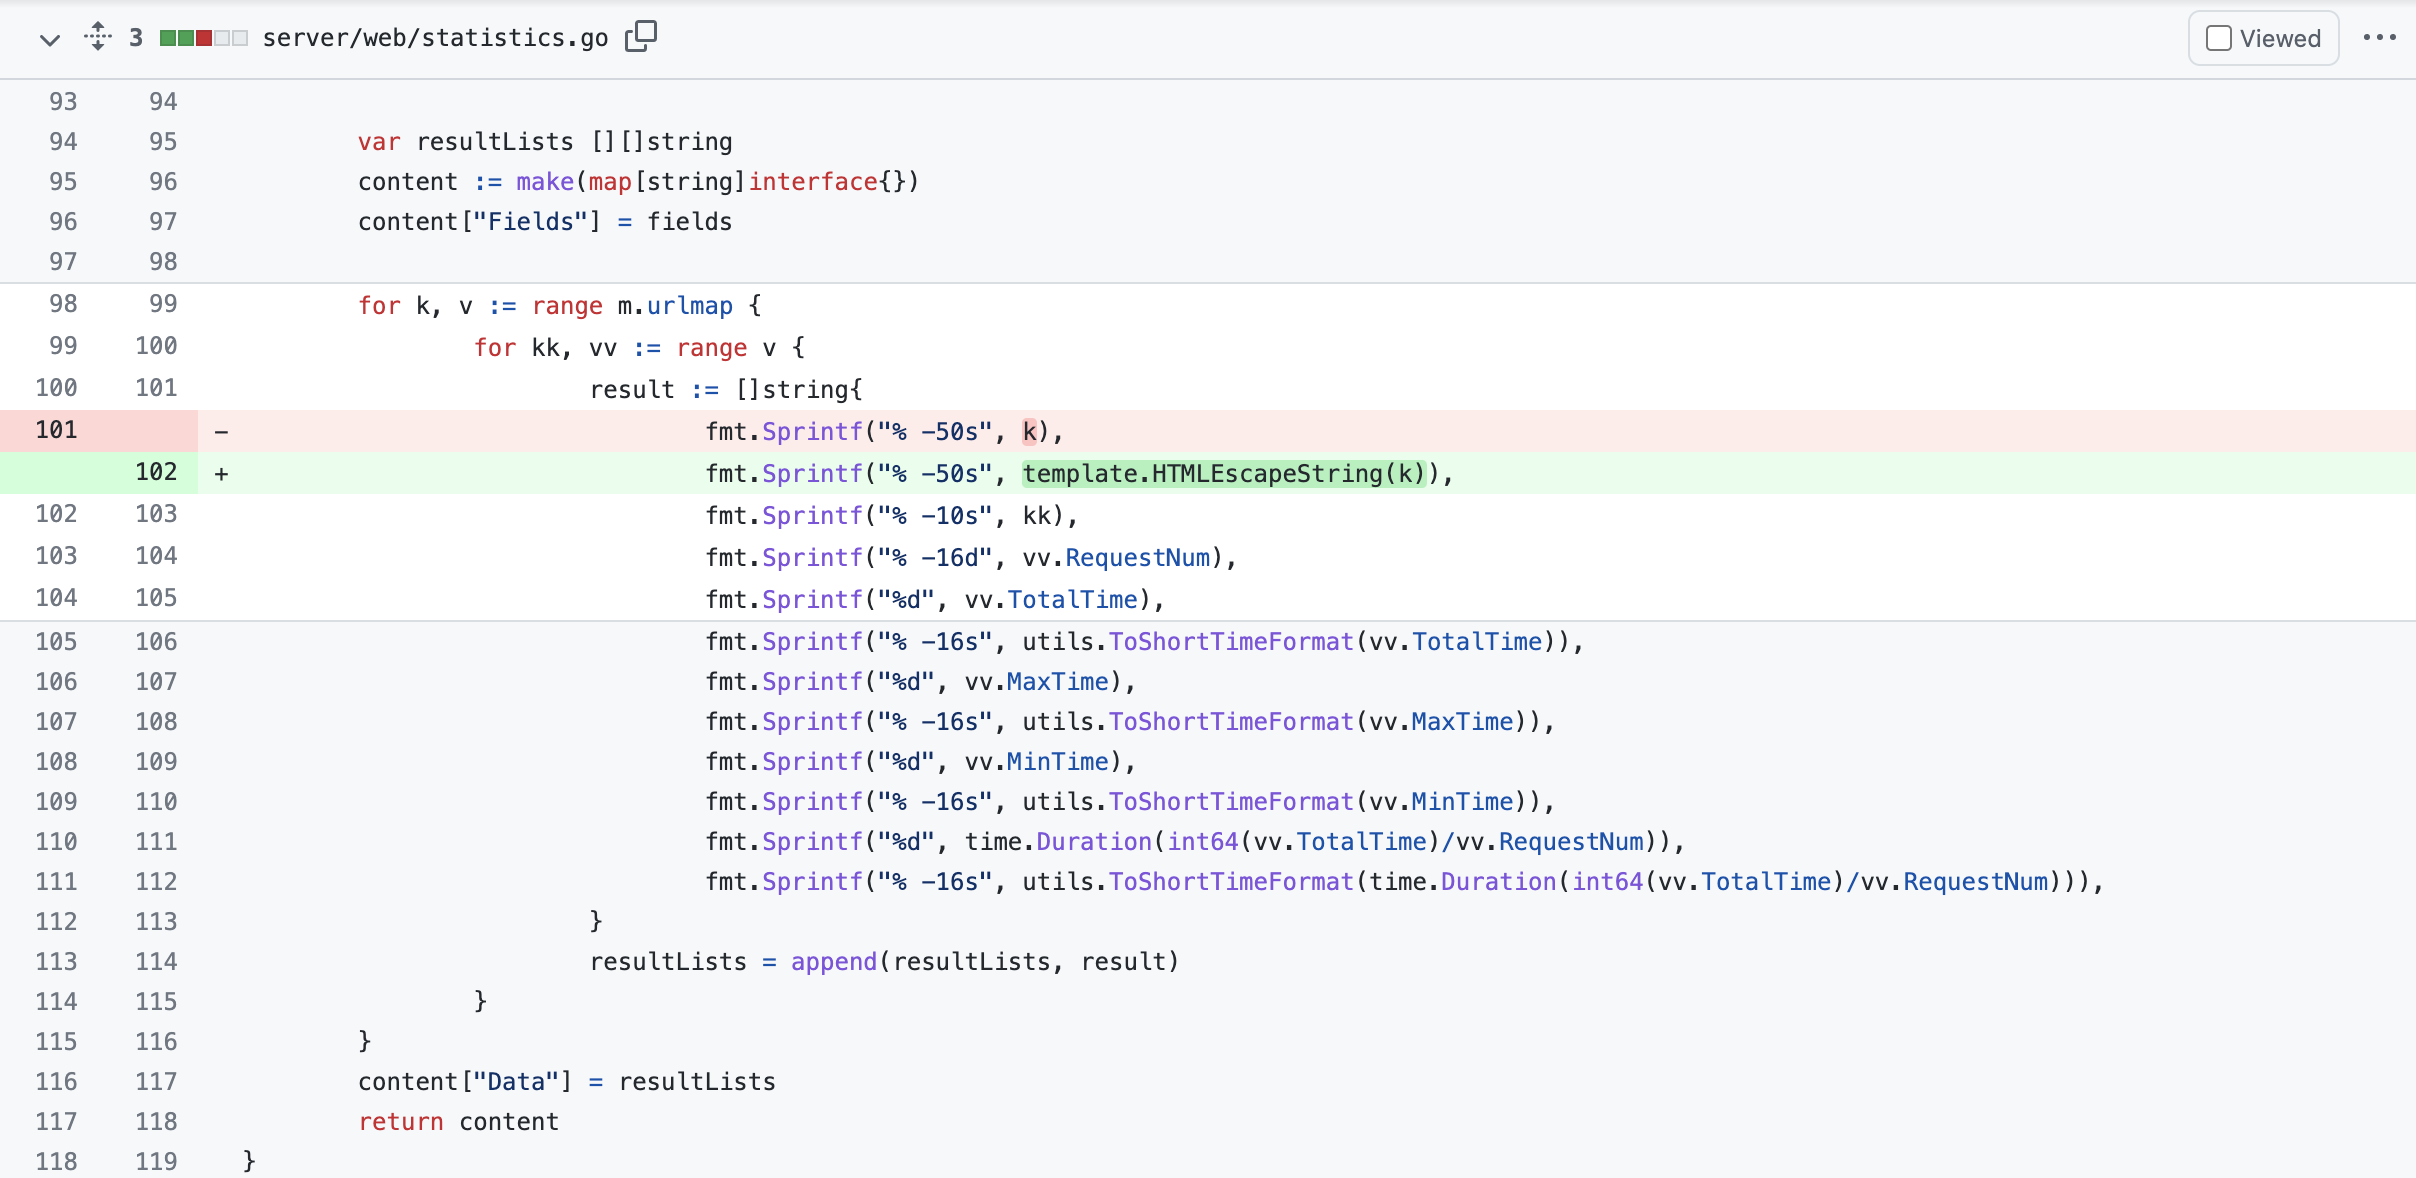 3 server/web/statistics.go Viewed
93 94
94 95 var resultLists [][]string
95 96 content := make(map[string]interface{})
96 97 content["Fields"] = fields
97 98
98 99 for k, v := range m.urlmap {
99 100 for kk, vv := range v {
100 101 result := []string{
101 - fmt.Sprintf("% -50s", k),
102 + fmt.Sprintf("% -50s", template.HTMLEscapeString(k)),
102 103 fmt.Sprintf("% -10s", kk),
103 104 fmt.Sprintf("% -16d", vv.RequestNum),
104 105 fmt.Sprintf("%d", vv.TotalTime),
105 106 fmt.Sprintf("% -16s", utils.ToShortTimeFormat(vv.TotalTime)),
106 107 fmt.Sprintf("%d", vv.MaxTime),
107 108 fmt.Sprintf("% -16s", utils.ToShortTimeFormat(vv.MaxTime)),
108 109 fmt.Sprintf("%d", vv.MinTime),
109 110 fmt.Sprintf("% -16s", utils.ToShortTimeFormat(vv.MinTime)),
110 111 fmt.Sprintf("%d", time.Duration(int64(vv.TotalTime)/vv.RequestNum)),
111 112 fmt.Sprintf("% -16s", utils.ToShortTimeFormat(time.Duration(int64(vv.TotalTime)/vv.RequestNum))),
112 113 }
113 114 resultLists = append(resultLists, result)
114 115 }
115 116 }
116 117 content["Data"] = resultLists
117 118 return content
118 119 }